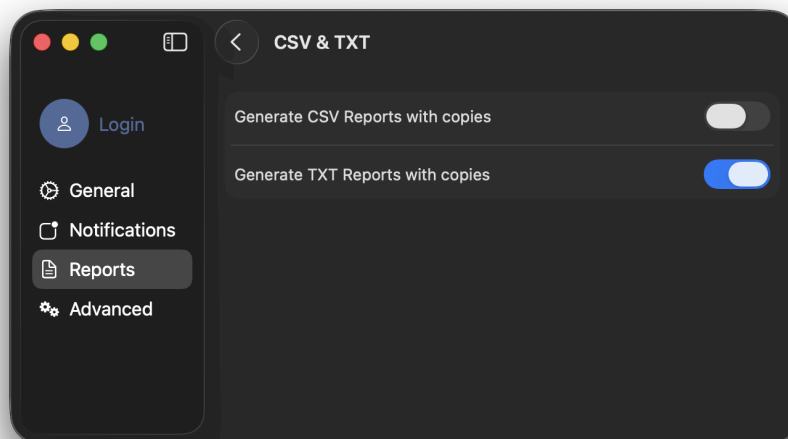 CSV & TXT
Login
General
Notifications
Reports
Advanced
Generate CSV Reports with copies
Generate TXT Reports with copies